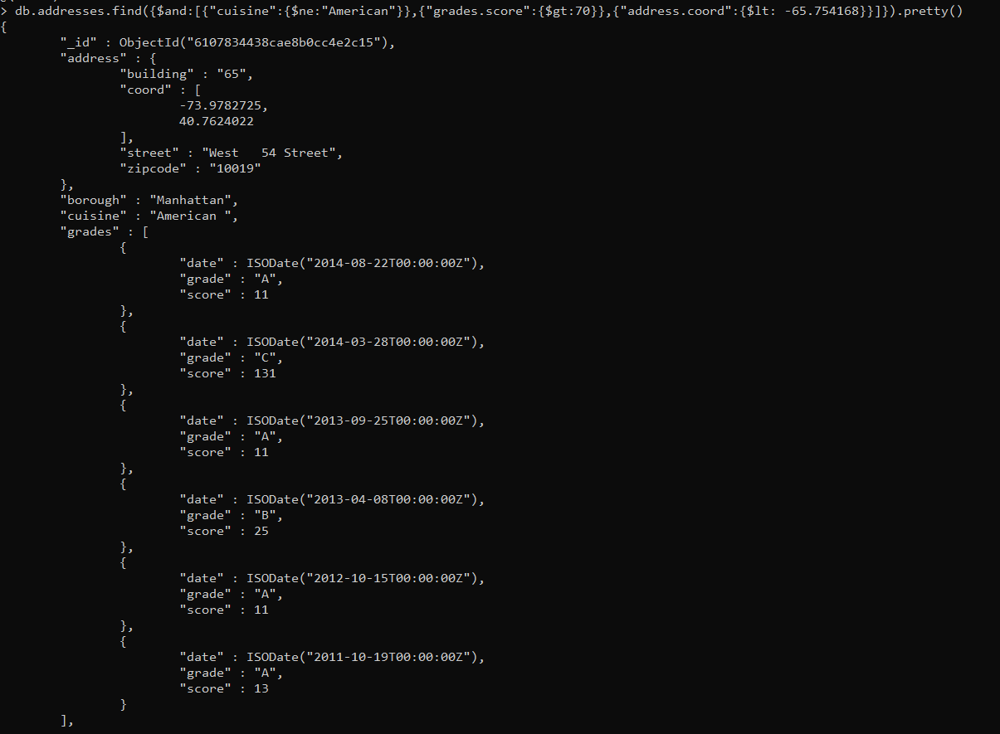 > db.addresses.find({$and:[{"cuisine":{$ne:"American"}},{"grades.score":{$gt:70}},{"address.coord":{$lt: -65.754168}}]}).pretty()
{
        "_id" : ObjectId("6107834438cae8b0cc4e2c15"),
        "address" : {
                "building" : "65",
                "coord" : [
                        -73.9782725,
                        40.7624022
                ],
                "street" : "West   54 Street",
                "zipcode" : "10019"
        },
        "borough" : "Manhattan",
        "cuisine" : "American ",
        "grades" : [
                {
                        "date" : ISODate("2014-08-22T00:00:00Z"),
                        "grade" : "A",
                        "score" : 11
                },
                {
                        "date" : ISODate("2014-03-28T00:00:00Z"),
                        "grade" : "C",
                        "score" : 131
                },
                {
                        "date" : ISODate("2013-09-25T00:00:00Z"),
                        "grade" : "A",
                        "score" : 11
                },
                {
                        "date" : ISODate("2013-04-08T00:00:00Z"),
                        "grade" : "B",
                        "score" : 25
                },
                {
                        "date" : ISODate("2012-10-15T00:00:00Z"),
                        "grade" : "A",
                        "score" : 11
                },
                {
                        "date" : ISODate("2011-10-19T00:00:00Z"),
                        "grade" : "A",
                        "score" : 13
                }
        ],